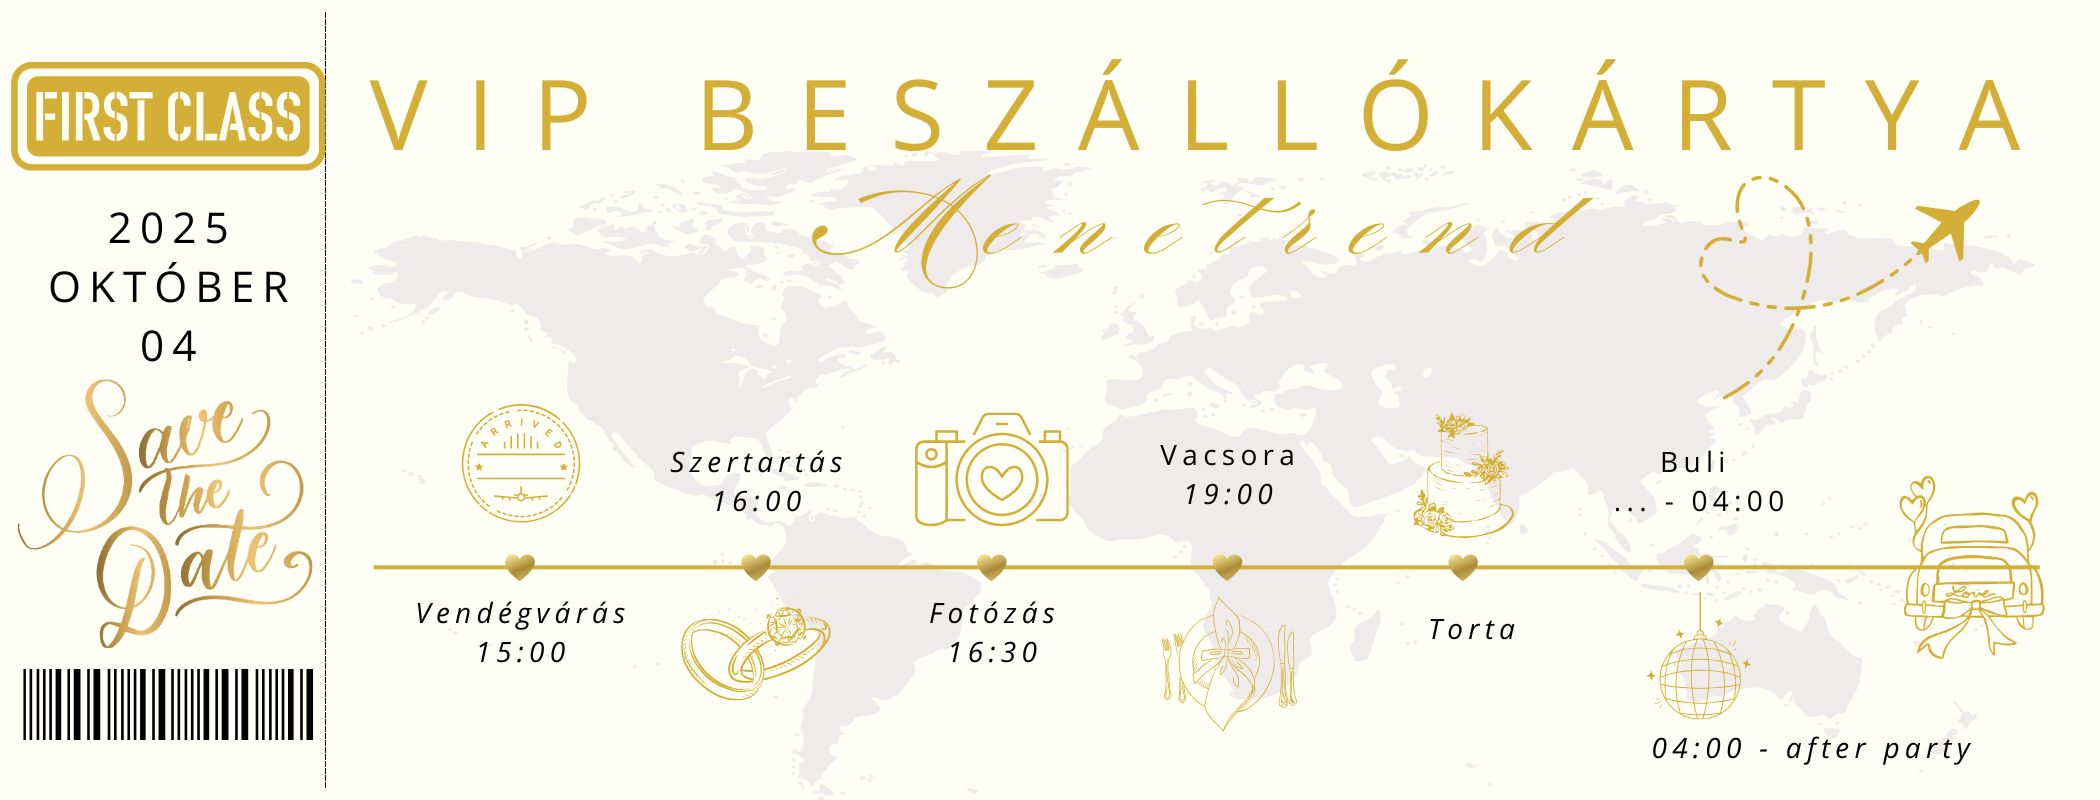 FIRST CLASS
2025
OKTÓBER
04
Save
the
Date
VIP BESZÁLLÓKÁRTYA
Menetrend
ARRIVED
Vendégvárás
15:00
Szertartás
16:00
Fotózás
16:30
Vacsora
19:00
Torta
Buli
... - 04:00
Love
04:00 - after party